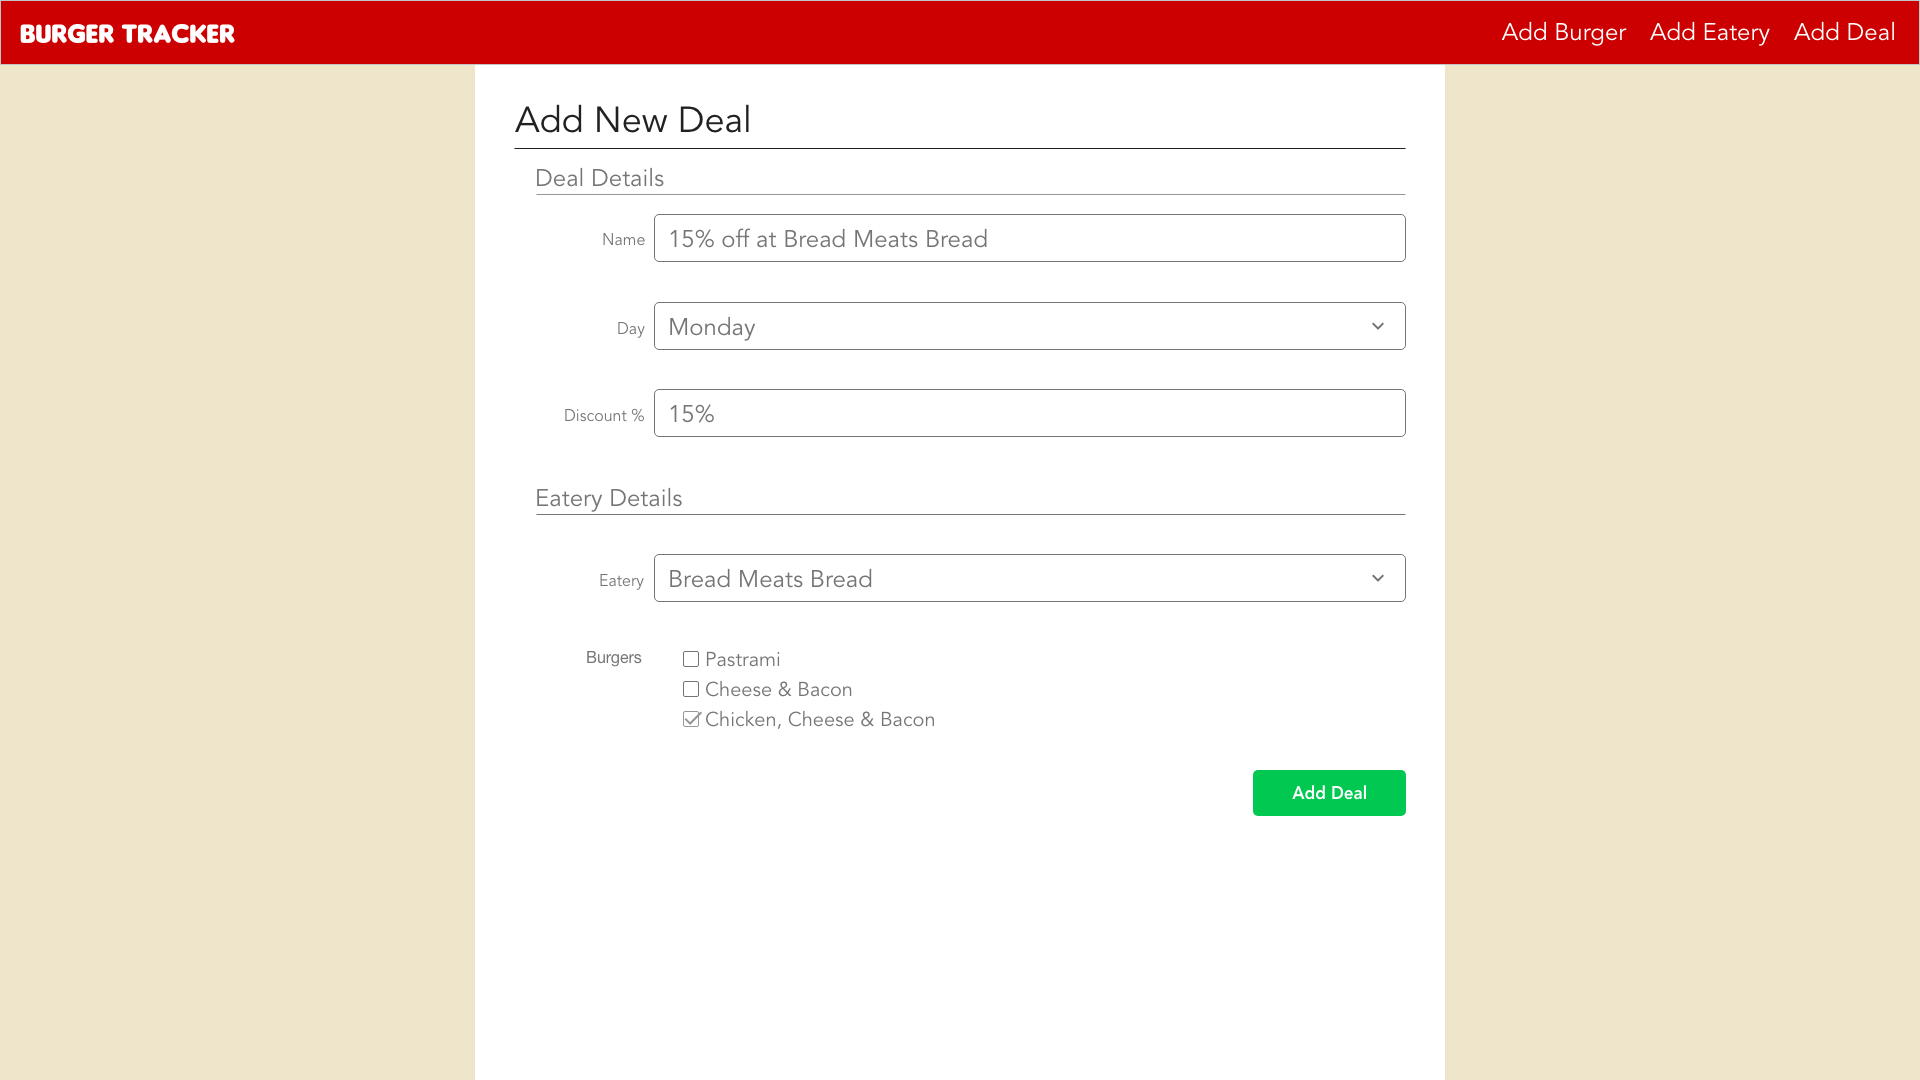 BURGER TRACKER
Add Burger Add Eatery Add Deal
Add New Deal
Deal Details
Name 15% off at Bread Meats Bread
Day Monday
Discount % 15%
Eatery Details
Eatery Bread Meats Bread
Burgers Pastrami
Cheese & Bacon
Chicken, Cheese & Bacon
Add Deal